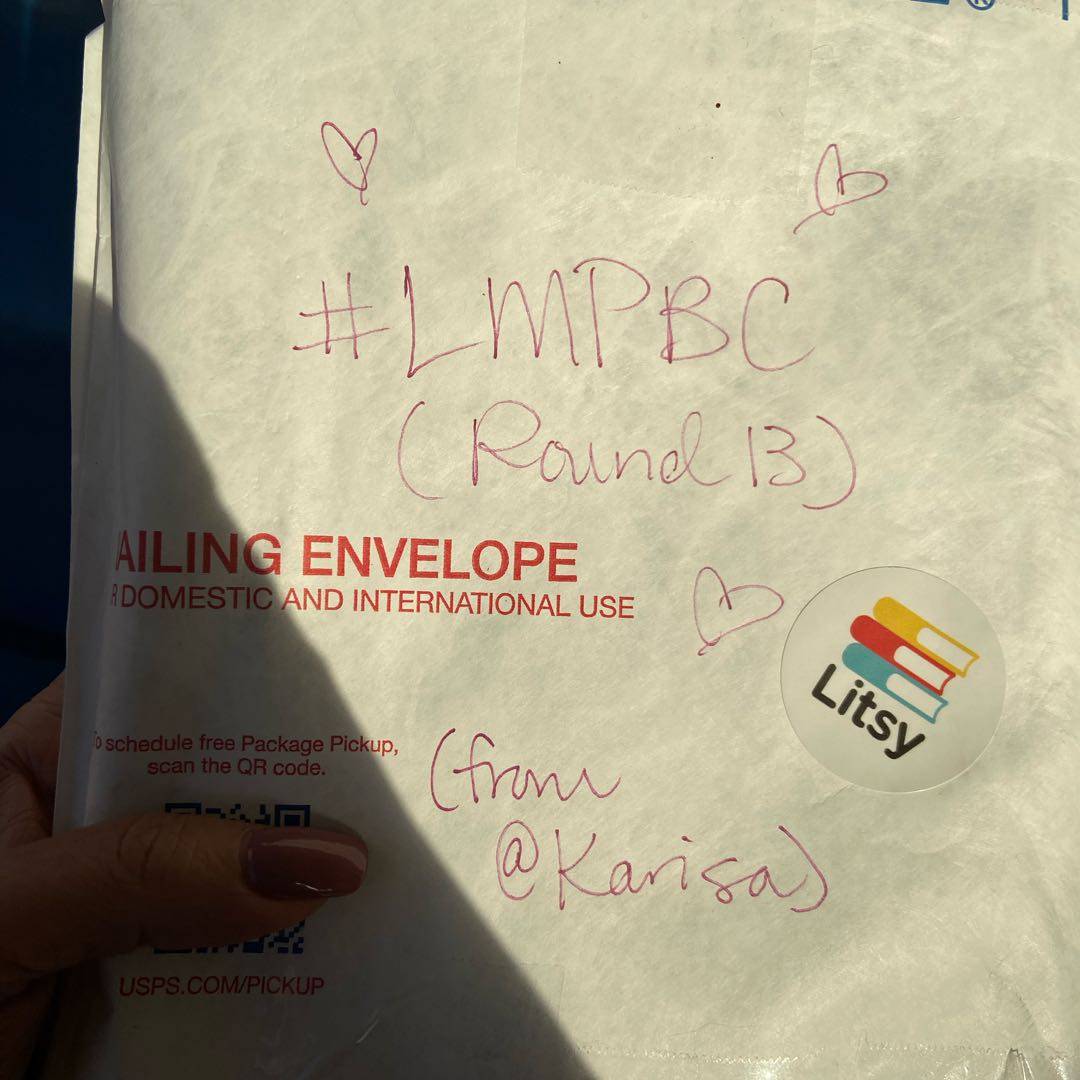 #LMPBC
(Round 13)
AILING ENVELOPE
R DOMESTIC AND INTERNATIONAL USE
Litsy
To schedule free Package Pickup,
scan the QR code.
(from
@Karisa)
USPS.COM/PICKUP